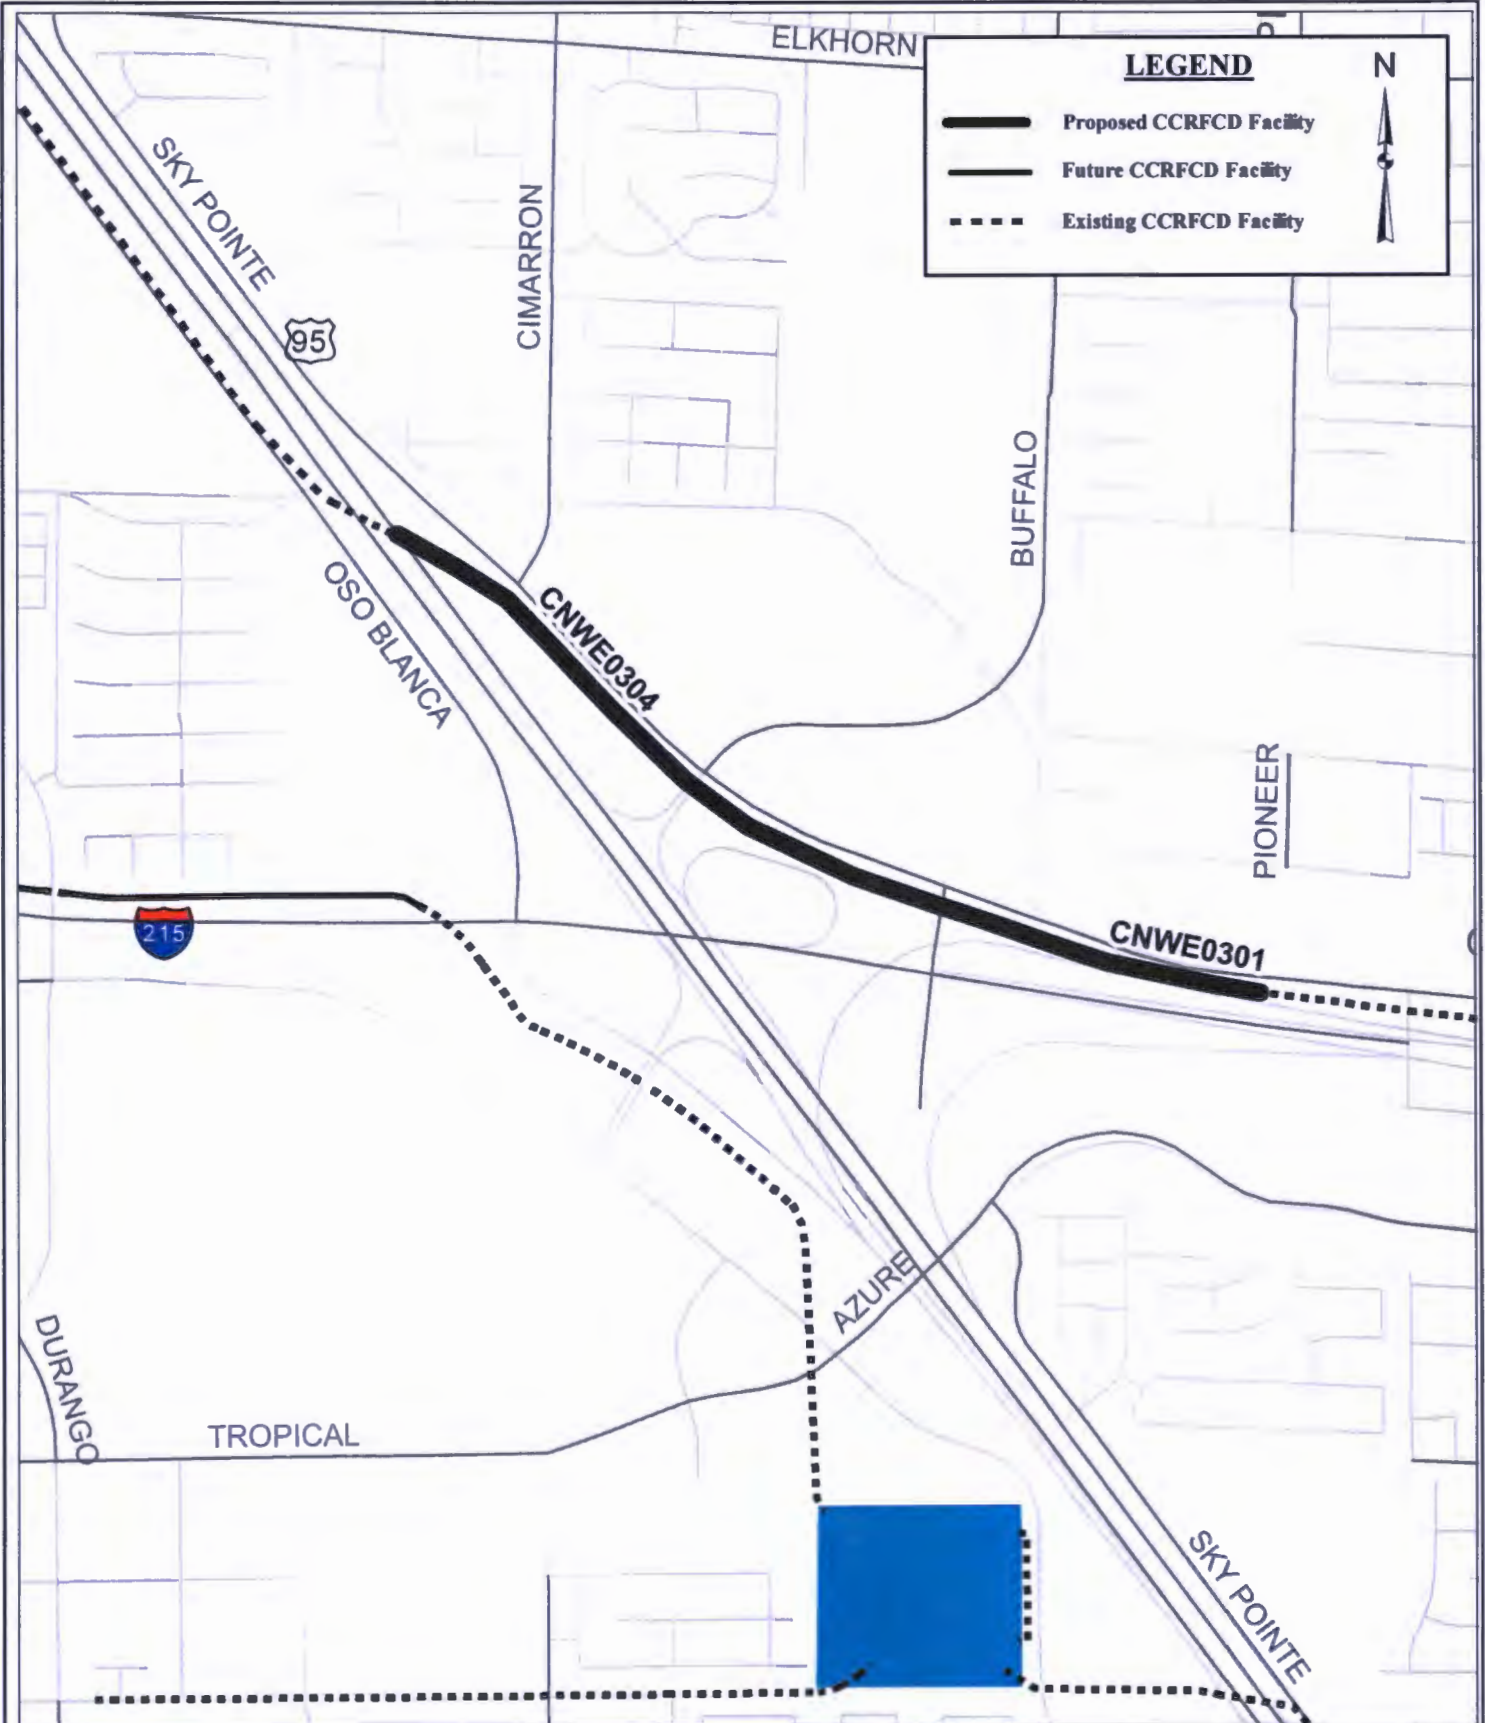 ELKHORN
LEGEND
N
Proposed CCRFCD Facility
Future CCRFCD Facility
Existing CCRFCD Facility
SKY POINTE
CIMARRON
95
BUFFALO
OSO BLANCA
CNWE0304
PIONEER
215
CNWE0301
AZURE
DURANGO
TROPICAL
SKY POINTE